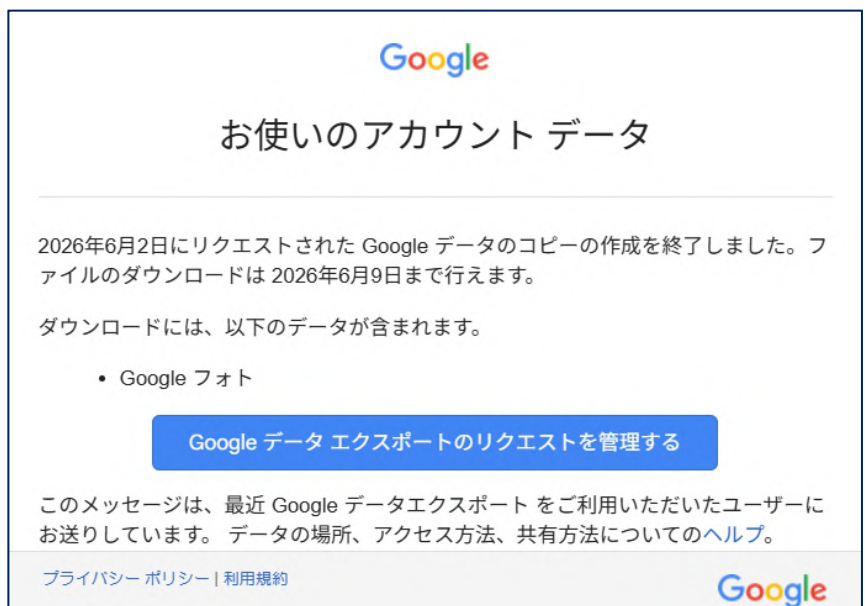 Google
お使いのアカウント データ
2026年6月2日にリクエストされた Google データのコピーの作成を終了しました。フ
ァイルのダウンロードは 2026年6月9日まで行えます。
ダウンロードには、以下のデータが含まれます。
• Google フォト
Google データ エクスポートのリクエストを管理する
このメッセージは、最近 Google データエクスポート をご利用いただいたユーザーに
お送りしています。 データの場所、アクセス方法、共有方法についてのヘルプ。
プライバシー ポリシー | 利用規約
Google